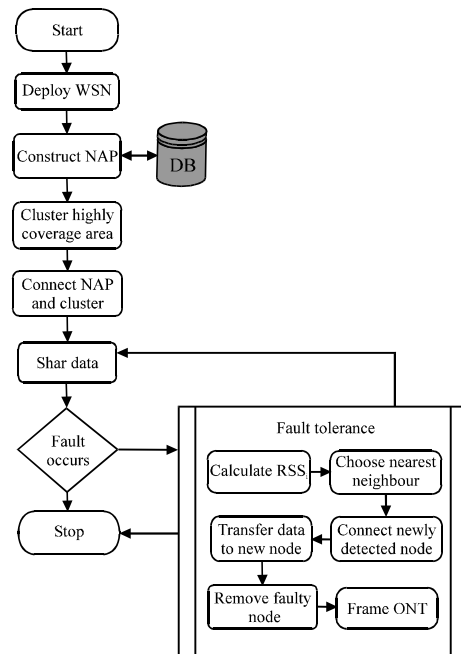 Start
Deploy WSN
Construct NAP
DB
Cluster highly
coverage area
Connect NAP
and cluster
Shar data
Fault
occurs
Stop
Fault tolerance
Calculate RSS
Choose nearest
neighbour
Connect newly
detected node
Transfer data
to new node
Remove faulty
node
Frame ONT